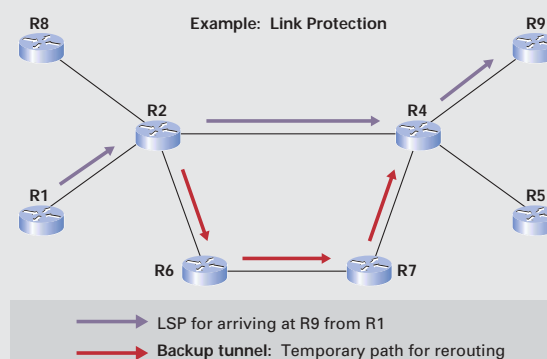 R8
Example: Link Protection
R9
R2
R4
R1
R5
R6
R7
LSP for arriving at R9 from R1
Backup tunnel: Temporary path for rerouting